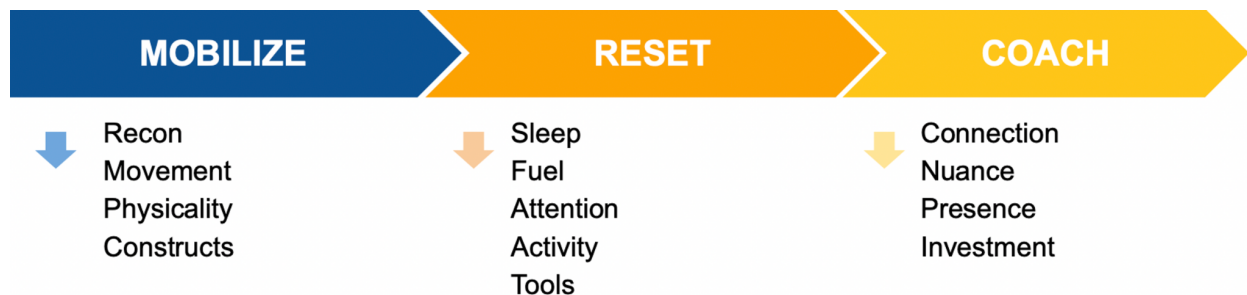 MOBILIZE
RESET
COACH
Recon
Movement
Physicality
Constructs
Sleep
Fuel
Attention
Activity
Tools
Connection
Nuance
Presence
Investment